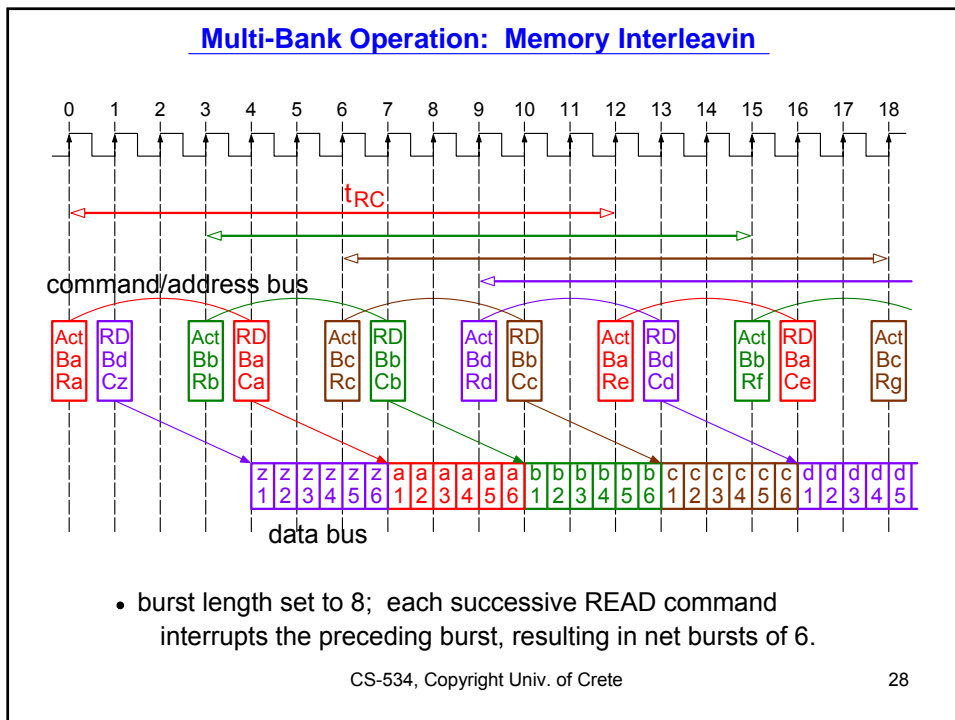 Multi-Bank Operation: Memory Interleavin
0 1 2 3 4 5 6 7 8 9 10 11 12 13 14 15 16 17 18
tRC
command/address bus
Act RD Act RD Act RD Act RD Act RD Act RD Act
Ba Bd Bb Ba Bc Bb Bd Bb Ba Bd Bb Ba Bc
Ra Cz Rb Ca Rc Cb Rd Cc Re Cd Rf Ce Rg
z z z z z z a a a a a a b b b b b b c c c c c c d d d d d
1 2 3 4 5 6 1 2 3 4 5 6 1 2 3 4 5 6 1 2 3 4 5 6 1 2 3 4 5
data bus
• burst length set to 8; each successive READ command
interrupts the preceding burst, resulting in net bursts of 6.
CS-534, Copyright Univ. of Crete 28